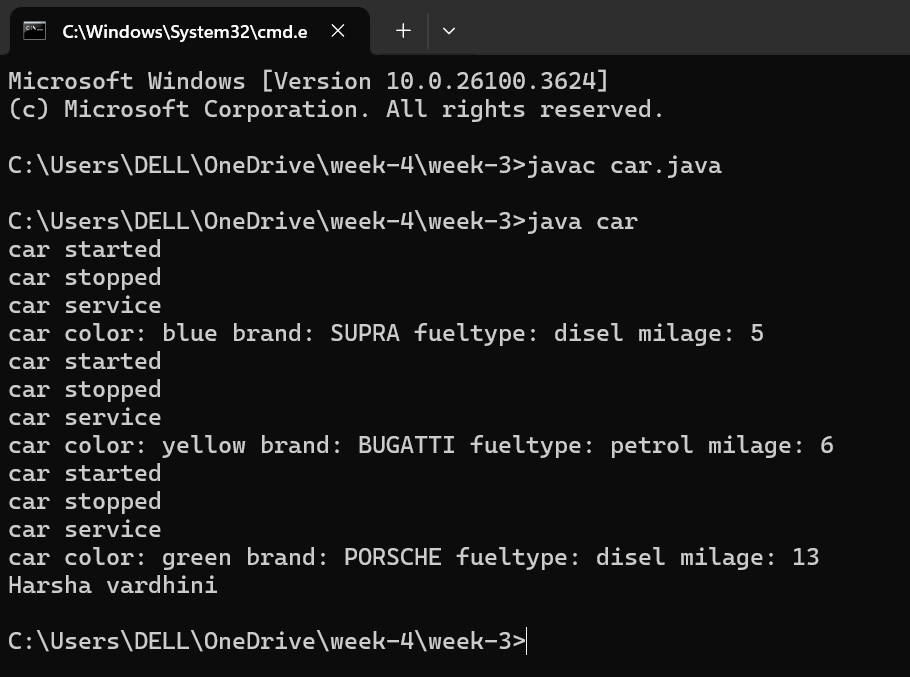 C:\Windows\System32\cmd.e
Microsoft Windows [Version 10.0.26100.3624]
(c) Microsoft Corporation. All rights reserved.
C:\Users\DELL\OneDrive\week-4\week-3>javac car.java
C:\Users\DELL\OneDrive\week-4\week-3>java car
car started
car stopped
car service
car color: blue brand: SUPRA fueltype: disel milage: 5
car started
car stopped
car service
car color: yellow brand: BUGATTI fueltype: petrol milage: 6
car started
car stopped
car service
car color: green brand: PORSCHE fueltype: disel milage: 13
Harsha vardhini
C:\Users\DELL\OneDrive\week-4\week-3>